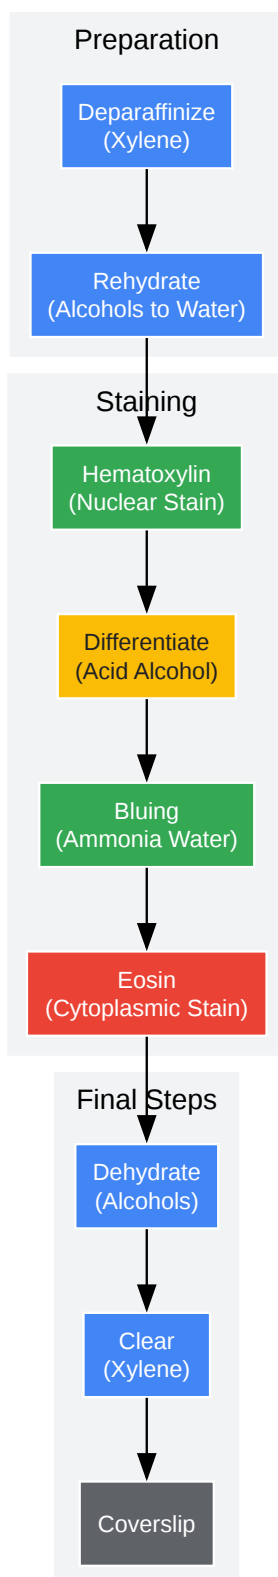 Preparation
Deparaffinize
(Xylene)
Rehydrate
(Alcohols to Water)
Staining
Hematoxylin
(Nuclear Stain)
Differentiate
(Acid Alcohol)
Bluing
(Ammonia Water)
Eosin
(Cytoplasmic Stain)
Final Steps
Dehydrate
(Alcohols)
Clear
(Xylene)
Coverslip